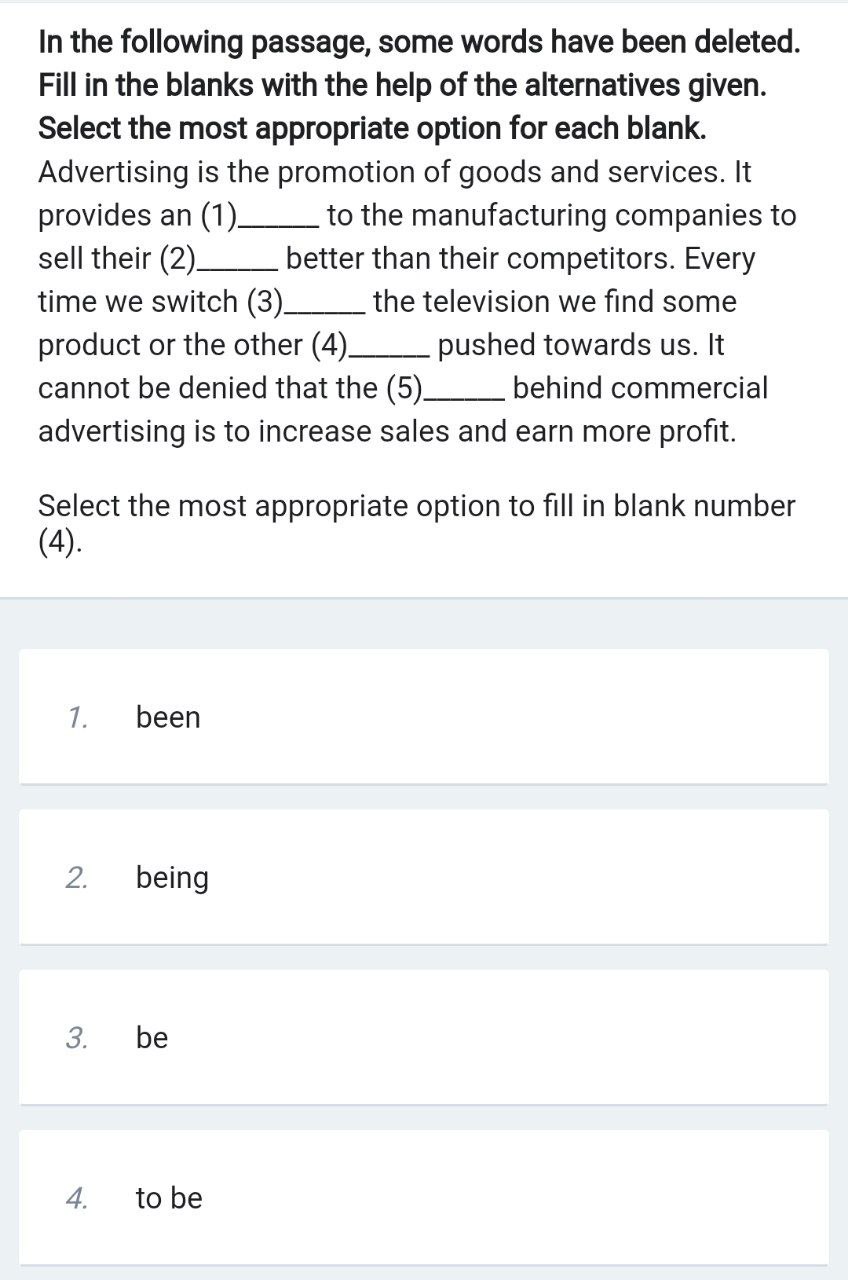 In the following passage, some words have been deleted.
Fill in the blanks with the help of the alternatives given.
Select the most appropriate option for each blank.
Advertising is the promotion of goods and services. It
provides an (1)______ to the manufacturing companies to
sell their (2)______ better than their competitors. Every
time we switch (3)______ the television we find some
product or the other (4)______ pushed towards us. It
cannot be denied that the (5)______ behind commercial
advertising is to increase sales and earn more profit.
Select the most appropriate option to fill in blank number
(4).
1. been
2. being
3. be
4. to be